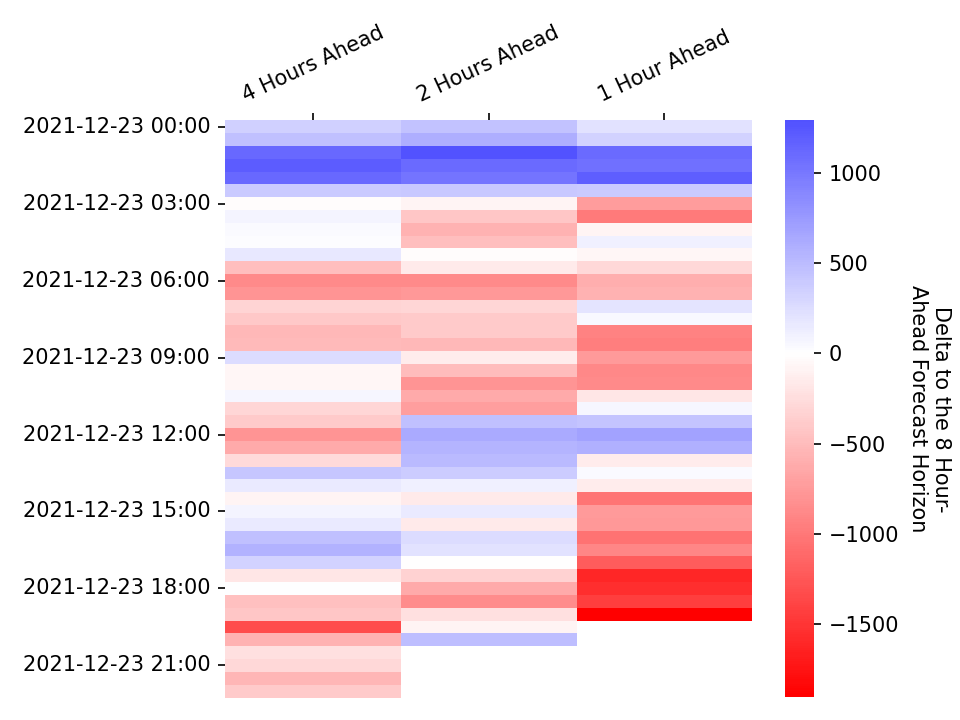 4 Hours Ahead
2 Hours Ahead
1 Hour Ahead
2021-12-23 00:00
2021-12-23 03:00
2021-12-23 06:00
2021-12-23 09:00
2021-12-23 12:00
2021-12-23 15:00
2021-12-23 18:00
2021-12-23 21:00
1000
500
0
−500
−1000
−1500
Delta to the 8 Hour-
Ahead Forecast Horizon